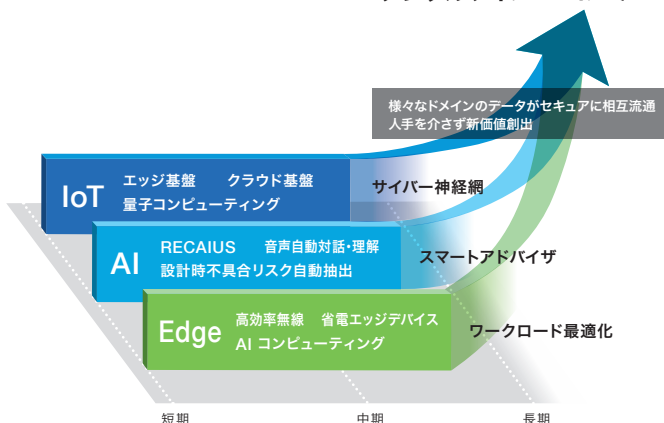 様々なドメインのデータがセキュアに相互流通
人手を介さず新価値創出
IoT
エッジ基盤 クラウド基盤
量子コンピューティング
サイバー神経網
AI
RECAIUS 音声自動対話・理解
設計時不具合リスク自動抽出
スマートアドバイザ
Edge
高効率無線 省電エッジデバイス
AI コンピューティング
ワークロード最適化
短期 中期 長期